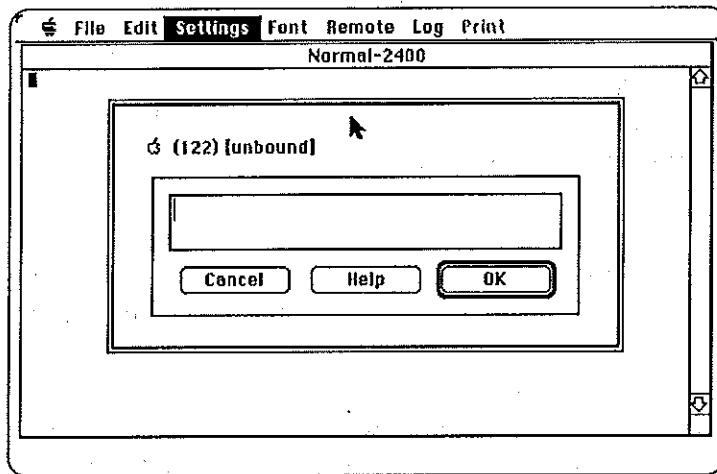 File Edit Settings Font Remote Log Print
Normal-2400
(122) [unbound]
Cancel Help OK